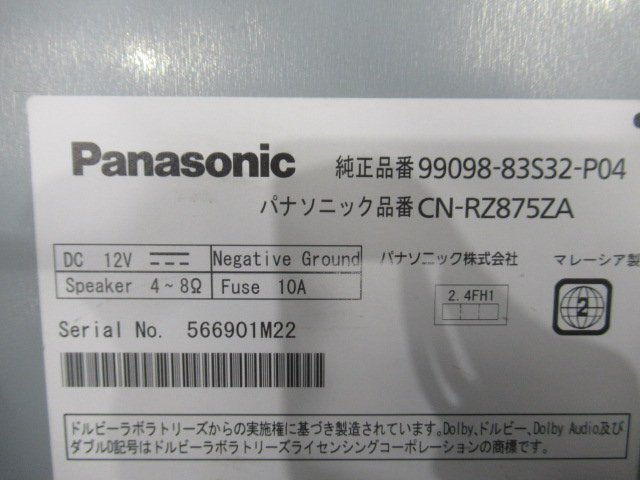 Panasonic 純正品番 99098-83S32-P04
パナソニック品番 CN-RZ875ZA
DC 12V Negative Ground パナソニック株式会社 マレーシア製
Speaker 4~8Ω Fuse 10A
2.4FH1
2
Serial No. 566901M22
ドルビーラボラトリーズからの実施権に基づき製造されています。Dolby、ドルビー、Dolby Audio及び
ダブルD記号はドルビーラボラトリーズライセンシングコーポレーションの商標です。